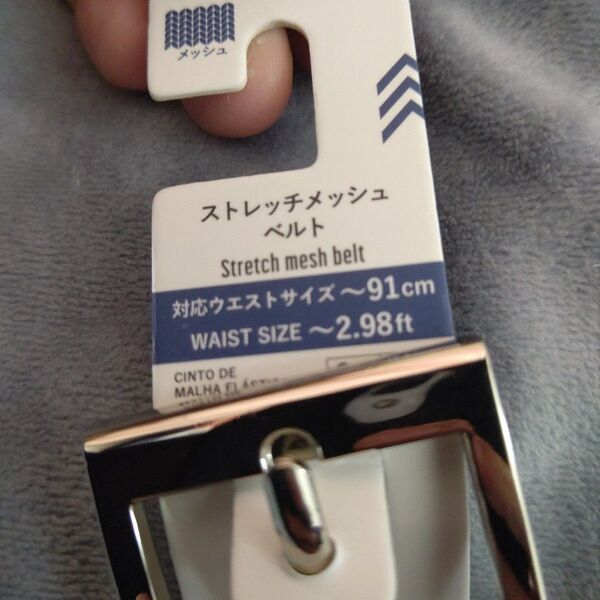 メッシュ
ストレッチメッシュ
ベルト
Stretch mesh belt
対応ウエストサイズ〜91cm
WAIST SIZE 〜2.98ft
CINTO DE
MALHA